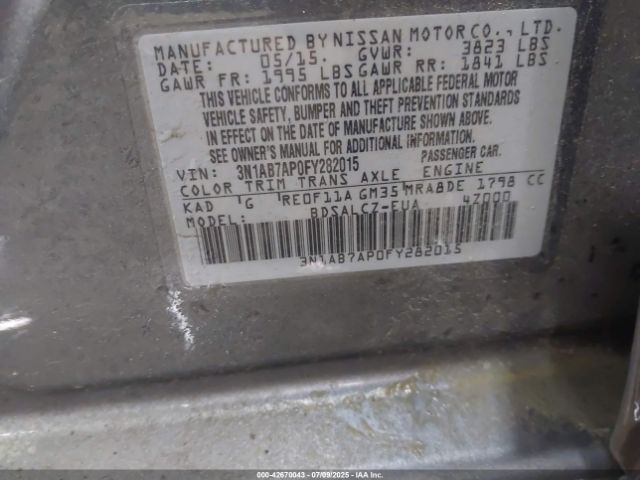 MANUFACTURED BY NISSAN MOTOR CO., LTD.
DATE: 05/15. GVWR: 3823 LBS
GAWR FR: 1995 LBS GAWR RR: 1841 LBS
THIS VEHICLE CONFORMS TO ALL APPLICABLE FEDERAL MOTOR
VEHICLE SAFETY, BUMPER AND THEFT PREVENTION STANDARDS
IN EFFECT ON THE DATE OF MANUFACTURE SHOWN ABOVE.
SEE OWNER'S MANUAL FOR ADDITIONAL INFORMATION.
VIN: 3N1AB7AP0FY282015 PASSENGER CAR.
COLOR TRIM TRANS AXLE ENGINE
KAD G RE0F11A GM35 MRA8DE 1798 CC
BDSALCZ-EUA 4Z000
3N1AB7AP0FY282015
000-42670043 | 07/09/2025 | IAAI.COM